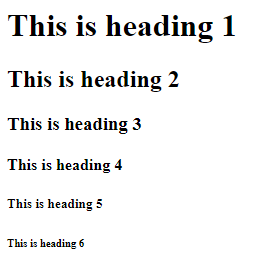 This is heading 1
This is heading 2
This is heading 3
This is heading 4
This is heading 5
This is heading 6